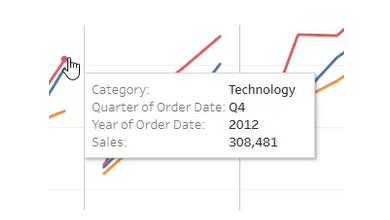 Category: Technology
Quarter of Order Date: Q4
Year of Order Date: 2012
Sales: 308,481